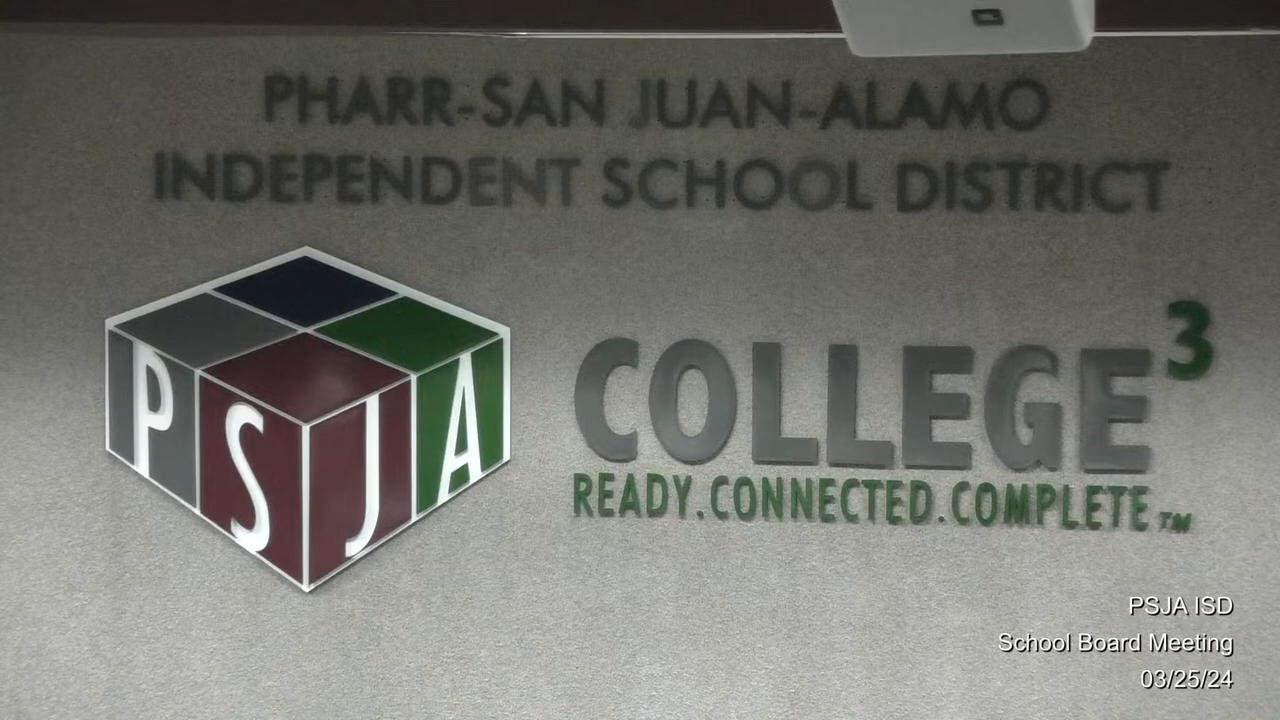 PHARR-SAN JUAN-ALAMO
INDEPENDENT SCHOOL DISTRICT
PSJA
COLLEGE³
READY.CONNECTED.COMPLETE™
PSJA ISD
School Board Meeting
03/25/24